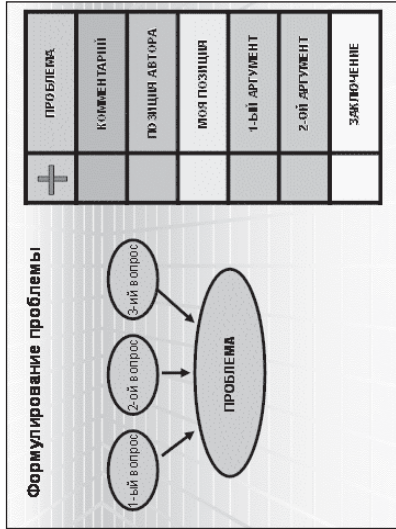 Формулирование проблемы
1-ый вопрос
2-ой вопрос
3-ий вопрос
ПРОБЛЕМА
ПРОБЛЕМА
КОММЕНТАРИЙ
ПОЗИЦИЯ АВТОРА
МОЯ ПОЗИЦИЯ
1-ЫЙ АРГУМЕНТ
2-ОЙ АРГУМЕНТ
ЗАКЛЮЧЕНИЕ